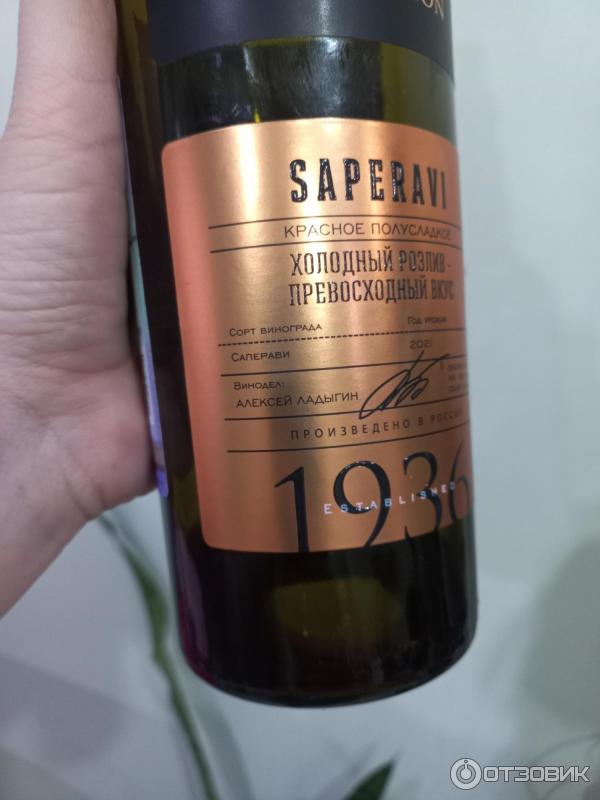 SAPERAVI
КРАСНОЕ ПОЛУСЛАДКОЕ
ХОЛОДНЫЙ РОЗЛИВ -
ПРЕВОСХОДНЫЙ ВКУС
СОРТ ВИНОГРАДА ГОД УРОЖАЯ
САПЕРАВИ 2021
ВИНОДЕЛ:
АЛЕКСЕЙ ЛАДЫГИН
ПРОИЗВЕДЕНО В РОССИИ
1936
ESTABLISHED
ОТЗОВИК